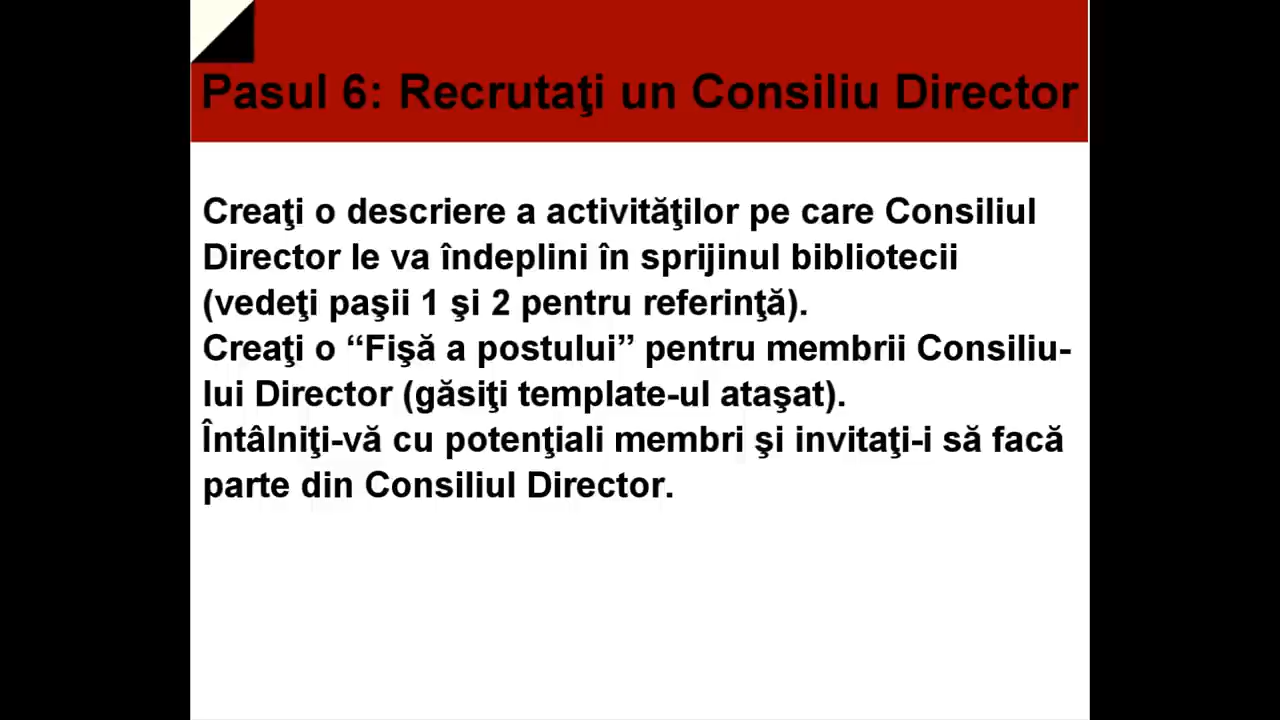 Pasul 6: Recrutaţi un Consiliu Director
Creaţi o descriere a activităţilor pe care Consiliul
Director le va îndeplini în sprijinul bibliotecii
(vedeţi paşii 1 şi 2 pentru referinţă).
Creaţi o “Fişă a postului” pentru membrii Consiliu-
lui Director (găsiţi template-ul ataşat).
Întâlniţi-vă cu potenţiali membri şi invitaţi-i să facă
parte din Consiliul Director.